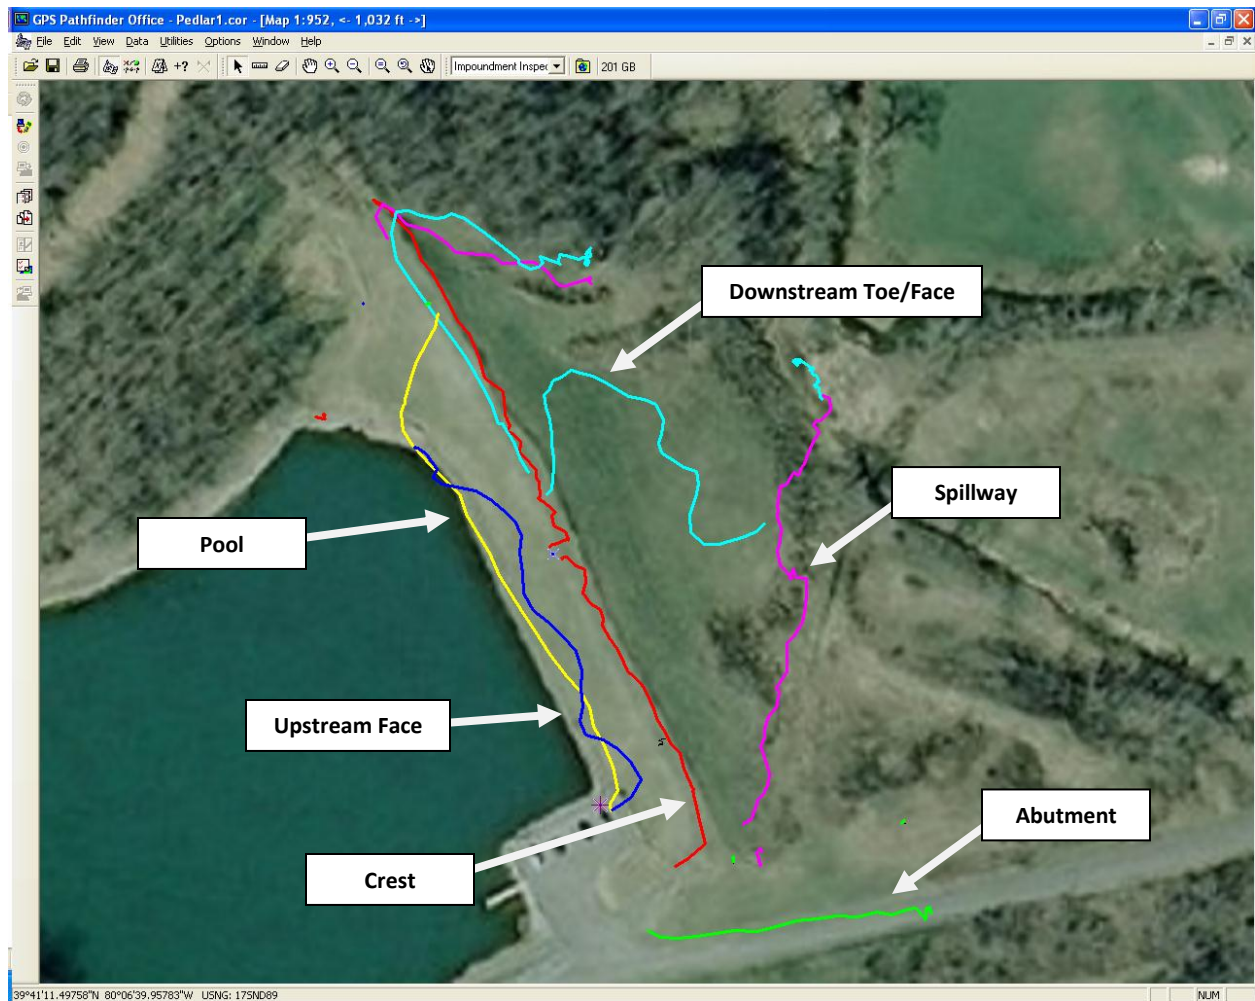 GPS Pathfinder Office - Pedlar1.cor - [Map 1:952, <- 1,032 ft ->]
File Edit View Data Utilities Options Window Help
Impoundment Inspec 201 GB
Downstream Toe/Face
Spillway
Pool
Upstream Face
Abutment
Crest
39°41'11.49758"N 80°06'39.95783"W USNG: 17SND89 NUM